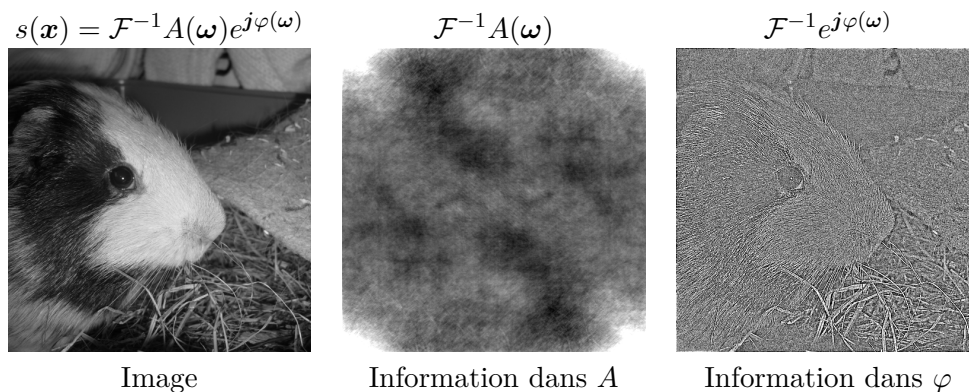 s(x) = F⁻¹A(ω)e^{jφ(ω)}
F⁻¹A(ω)
F⁻¹e^{jφ(ω)}
Image
Information dans A
Information dans φ